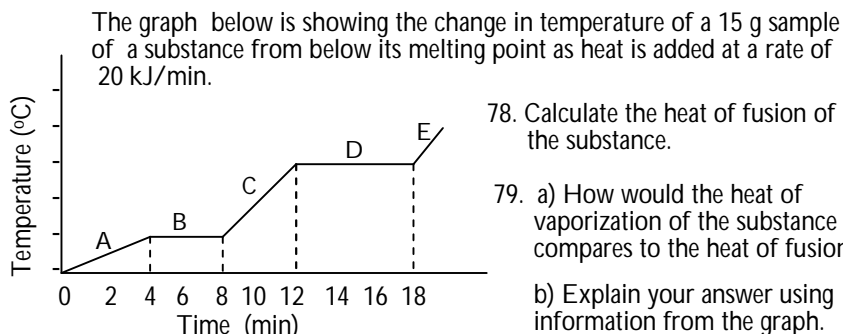 The graph below is showing the change in temperature of a 15 g sample
of a substance from below its melting point as heat is added at a rate of
20 kJ/min.
78. Calculate the heat of fusion of
the substance.
79. a) How would the heat of
vaporization of the substance
compares to the heat of fusion
b) Explain your answer using
information from the graph.
Temperature (oC)
A
B
C
D
E
0 2 4 6 8 10 12 14 16 18
Time (min)